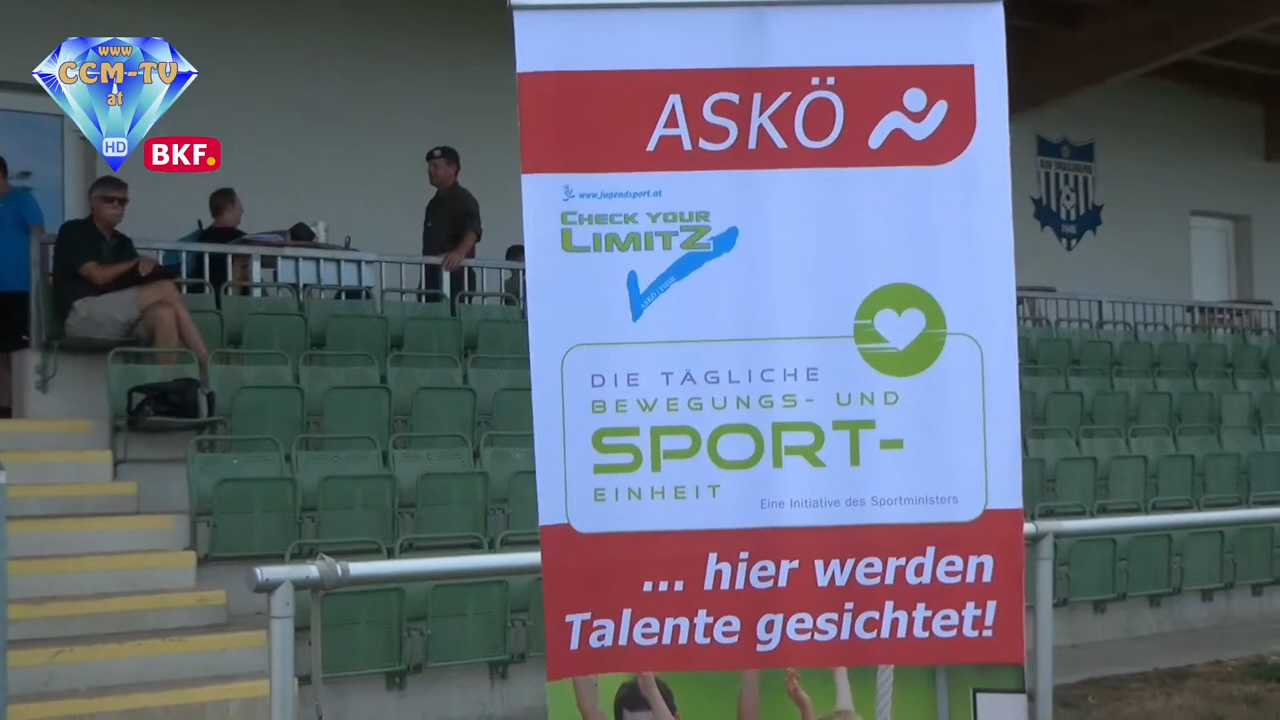 www
CCM-TV
at
HD
BKF.
ASKÖ
www.jugendsport.at
CHECK YOUR
LIMITZ
DIE TÄGLICHE
BEWEGUNGS- UND
SPORT-
EINHEIT
Eine Initiative des Sportministers
... hier werden
Talente gesichtet!